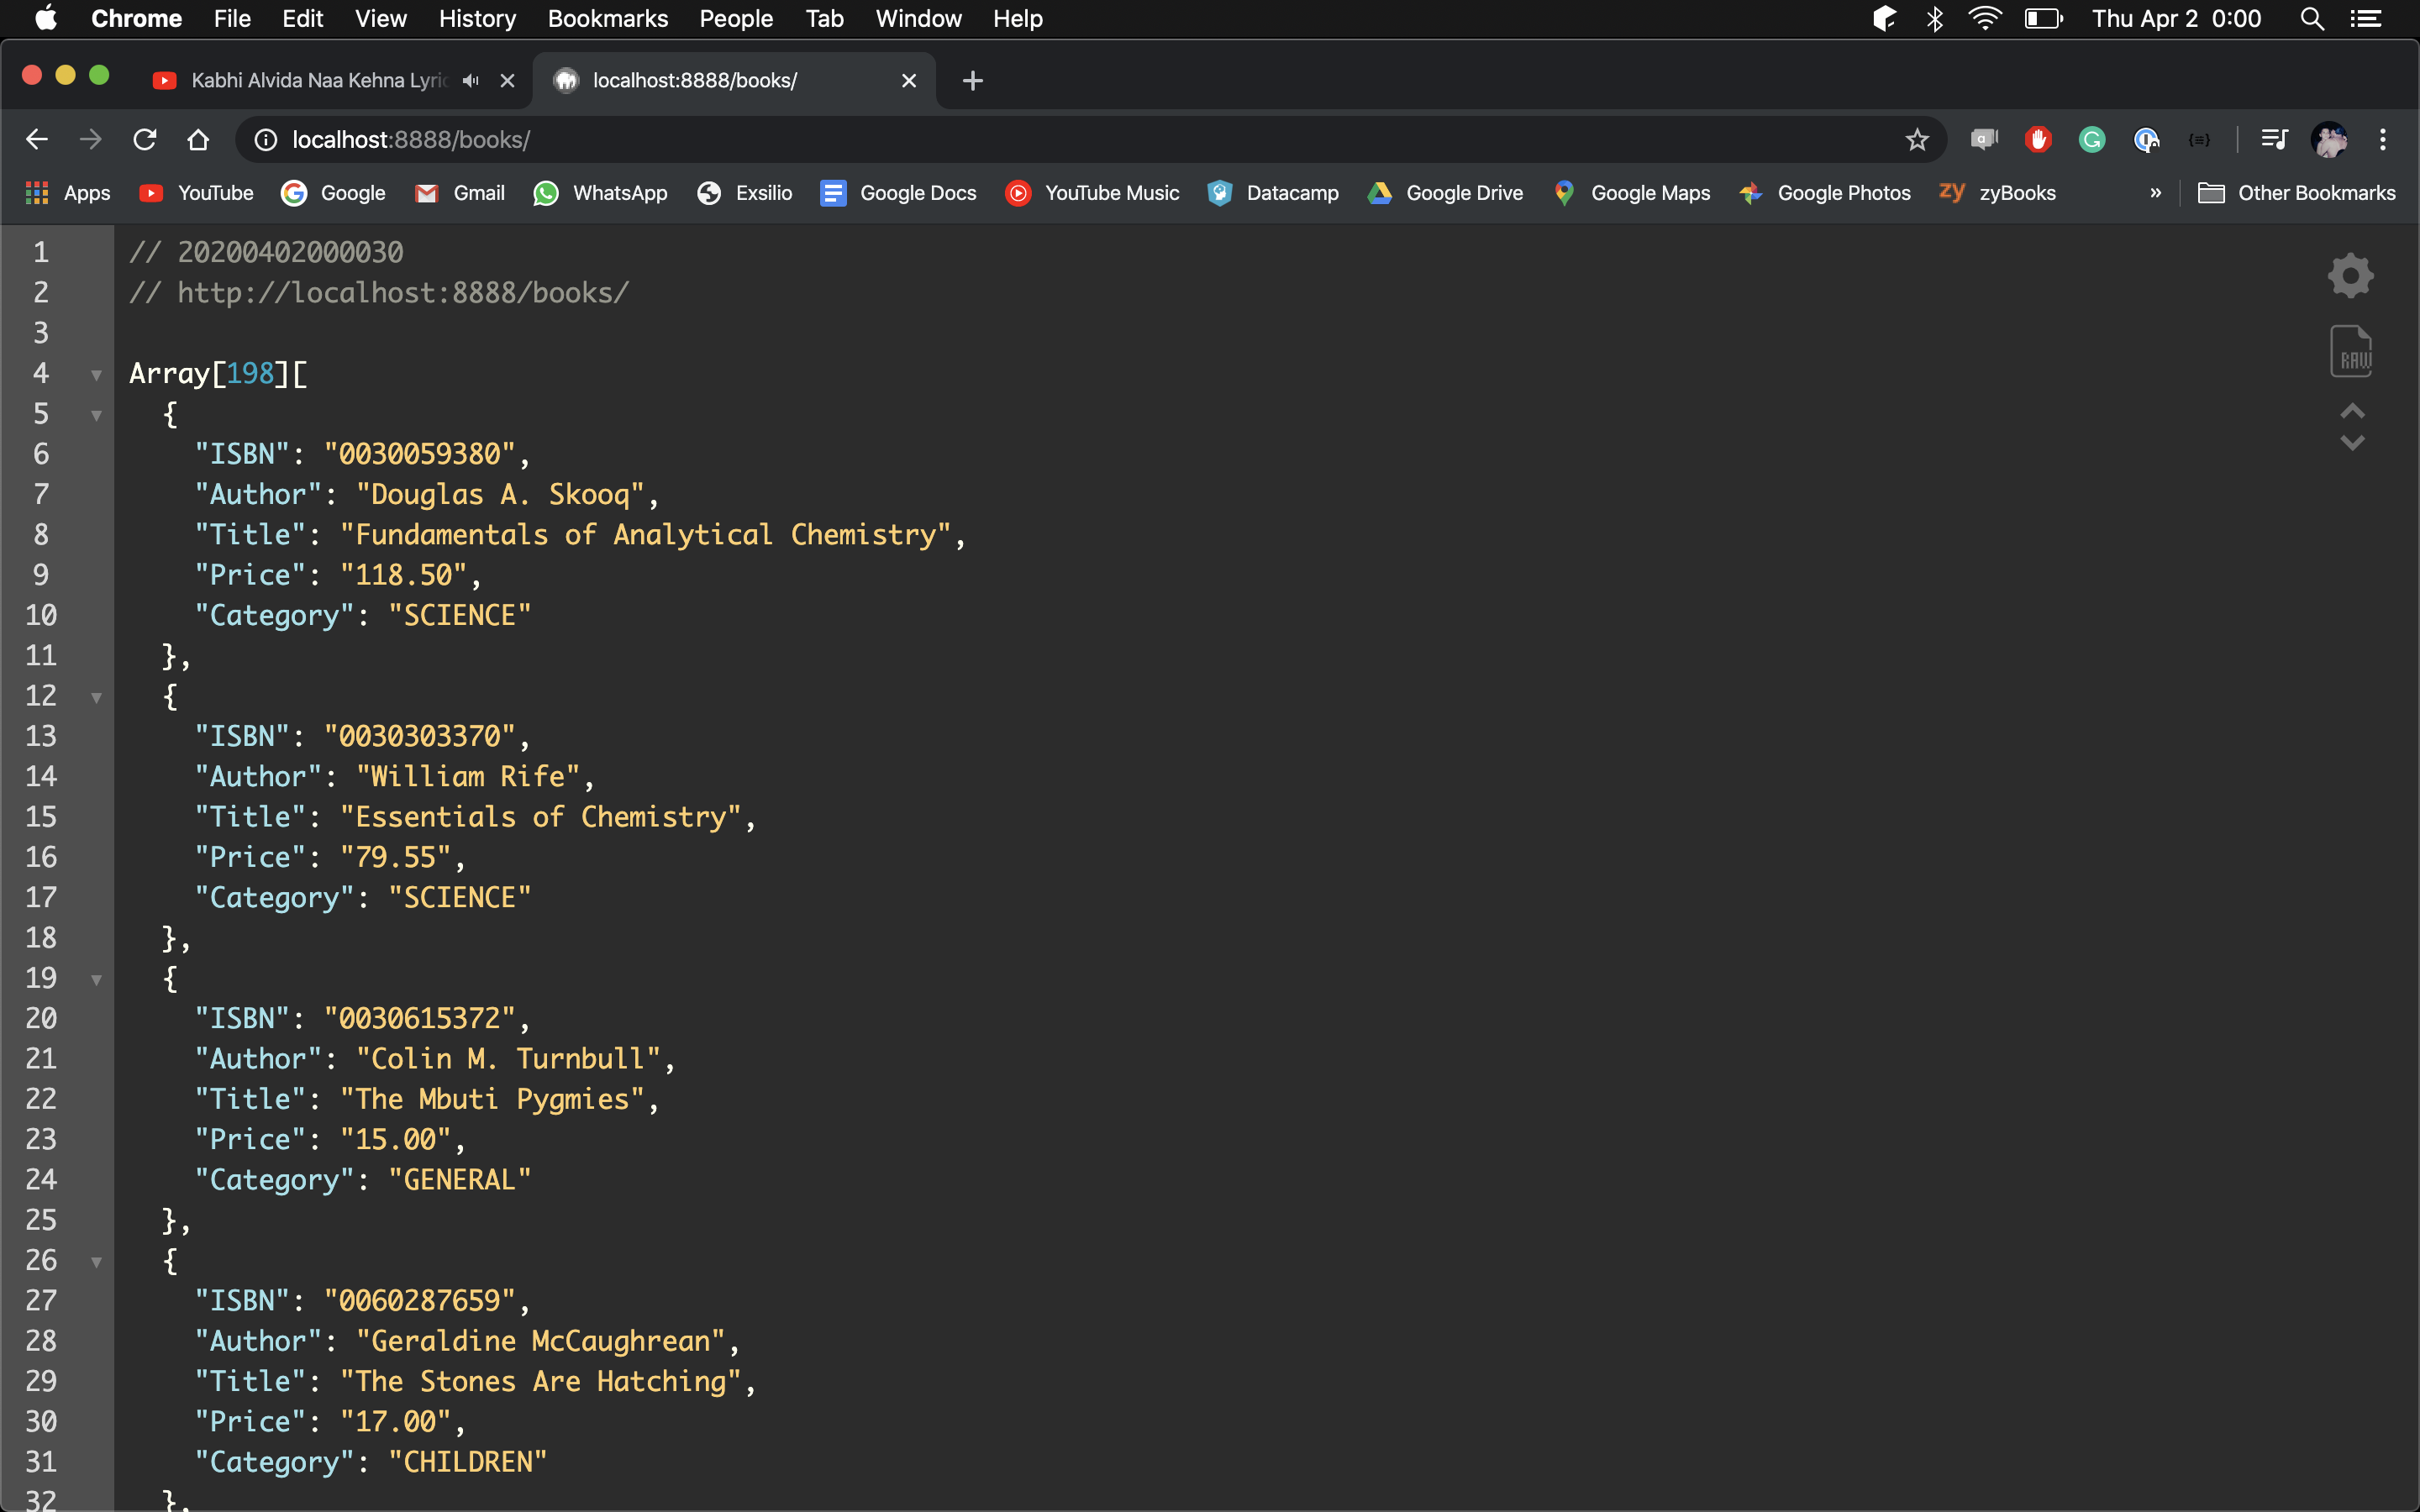 Chrome File Edit View History Bookmarks People Tab Window Help Thu Apr 2 0:00
Kabhi Alvida Naa Kehna Lyric localhost:8888/books/
localhost:8888/books/
Apps YouTube Google Gmail WhatsApp Exsilio Google Docs YouTube Music Datacamp Google Drive Google Maps Google Photos zyBooks » Other Bookmarks
1 // 20200402000030
2 // http://localhost:8888/books/
3
4 Array[198][
5 {
6 "ISBN": "0030059380",
7 "Author": "Douglas A. Skooq",
8 "Title": "Fundamentals of Analytical Chemistry",
9 "Price": "118.50",
10 "Category": "SCIENCE"
11 },
12 {
13 "ISBN": "0030303370",
14 "Author": "William Rife",
15 "Title": "Essentials of Chemistry",
16 "Price": "79.55",
17 "Category": "SCIENCE"
18 },
19 {
20 "ISBN": "0030615372",
21 "Author": "Colin M. Turnbull",
22 "Title": "The Mbuti Pygmies",
23 "Price": "15.00",
24 "Category": "GENERAL"
25 },
26 {
27 "ISBN": "0060287659",
28 "Author": "Geraldine McCaughrean",
29 "Title": "The Stones Are Hatching",
30 "Price": "17.00",
31 "Category": "CHILDREN"
32 },
RAW